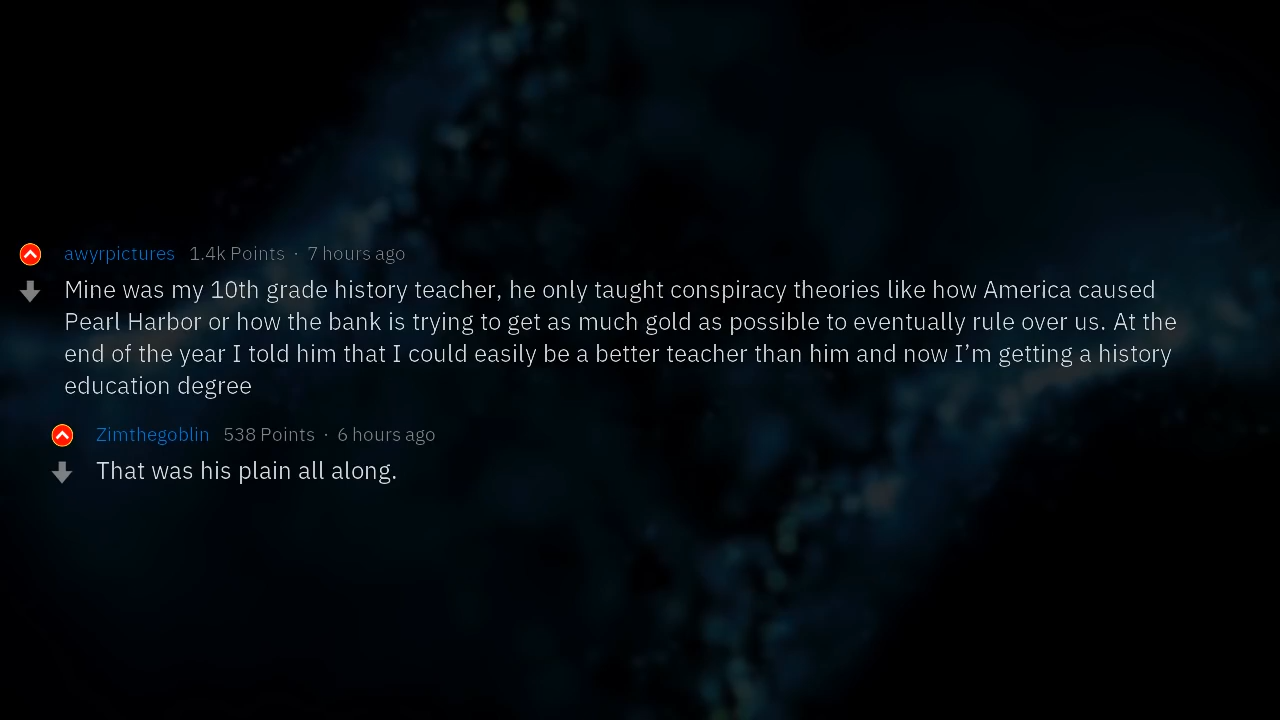 awyrpictures 1.4k Points · 7 hours ago
Mine was my 10th grade history teacher, he only taught conspiracy theories like how America caused
Pearl Harbor or how the bank is trying to get as much gold as possible to eventually rule over us. At the
end of the year I told him that I could easily be a better teacher than him and now I’m getting a history
education degree
Zimthegoblin 538 Points · 6 hours ago
That was his plain all along.